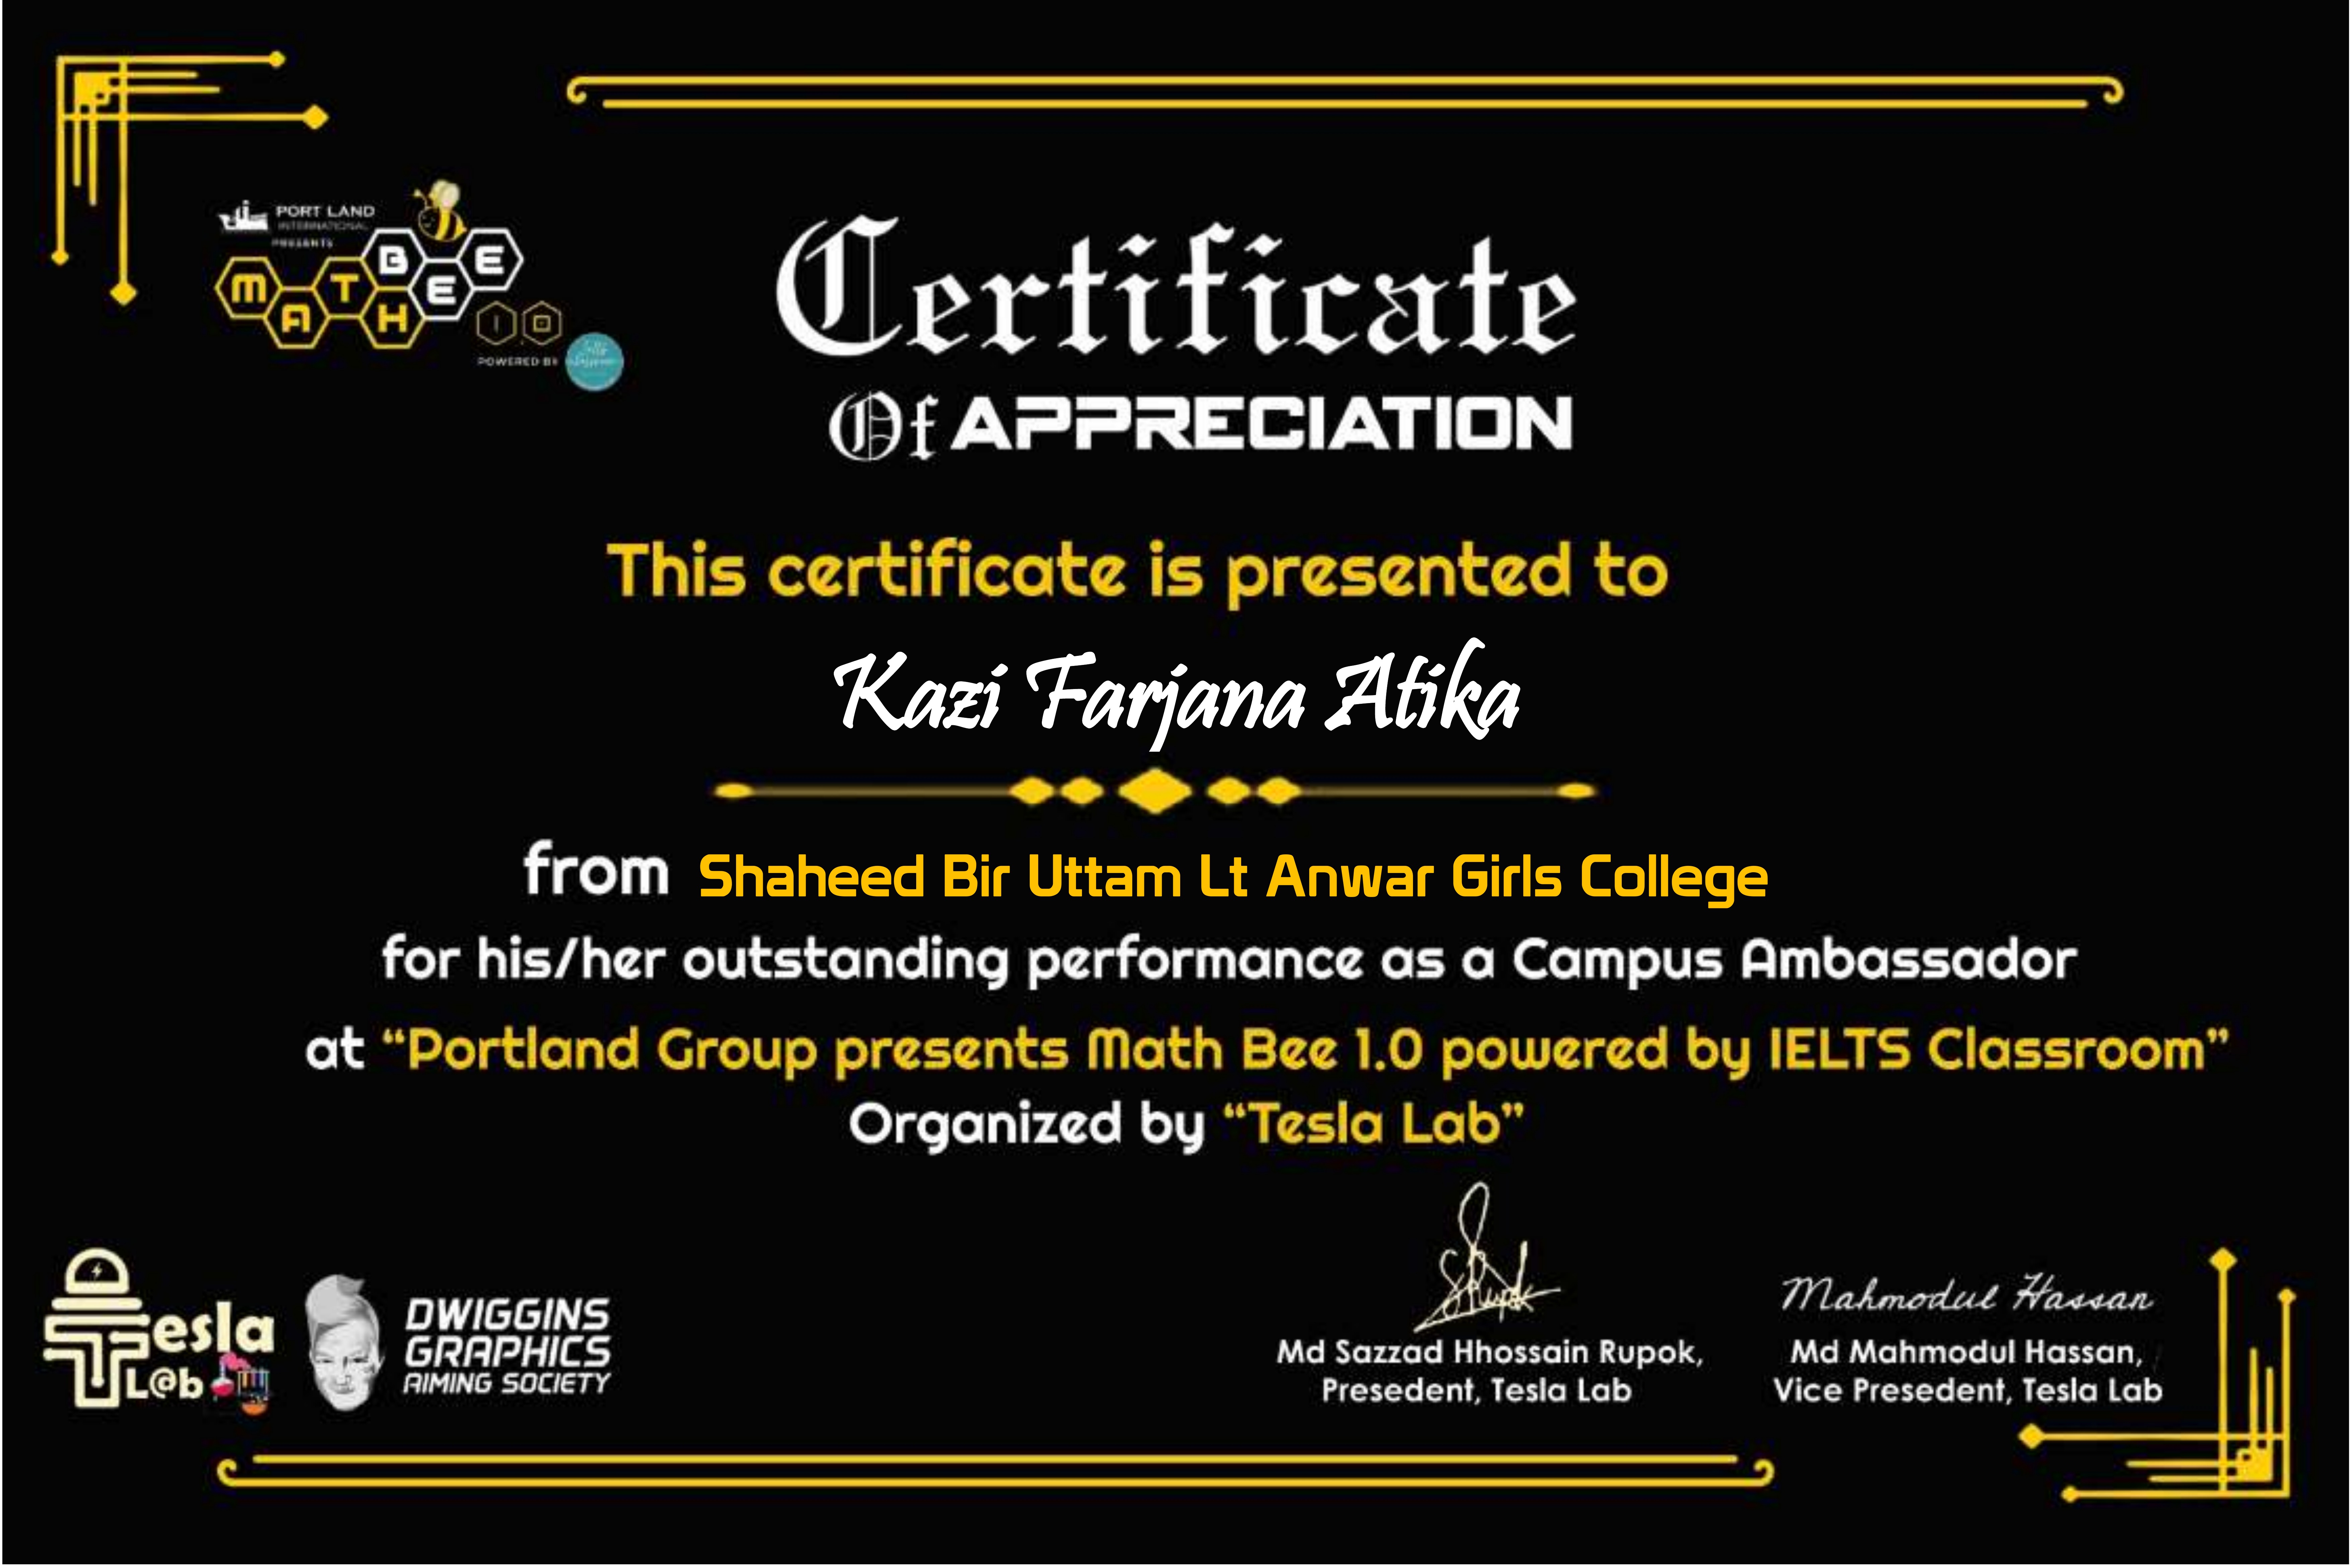 PORT LAND
INTERNATIONAL
PRESENTS
MATH BEE
1.0
POWERED BY
Certificate
Of APPRECIATION
This certificate is presented to
Kazi Farjana Atika
from Shaheed Bir Uttam Lt Anwar Girls College
for his/her outstanding performance as a Campus Ambassador
at “Portland Group presents Math Bee 1.0 powered by IELTS Classroom”
Organized by “Tesla Lab”
Tesla
L@b
DWIGGINS
GRAPHICS
AIMING SOCIETY
Md Sazzad Hhossain Rupok,
Presedent, Tesla Lab
Mahmodul Hassan
Md Mahmodul Hassan,
Vice Presedent, Tesla Lab